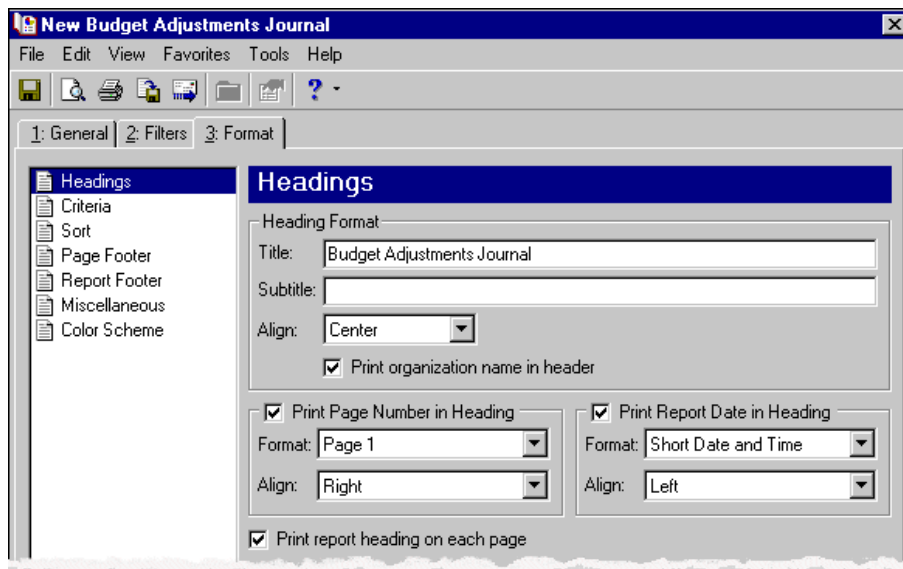 New Budget Adjustments Journal
File Edit View Favorites Tools Help
?
1: General 2: Filters 3: Format
Headings
Criteria
Sort
Page Footer
Report Footer
Miscellaneous
Color Scheme
Headings
Heading Format
Title: Budget Adjustments Journal
Subtitle:
Align: Center
Print organization name in header
Print Page Number in Heading
Format: Page 1
Align: Right
Print Report Date in Heading
Format: Short Date and Time
Align: Left
Print report heading on each page